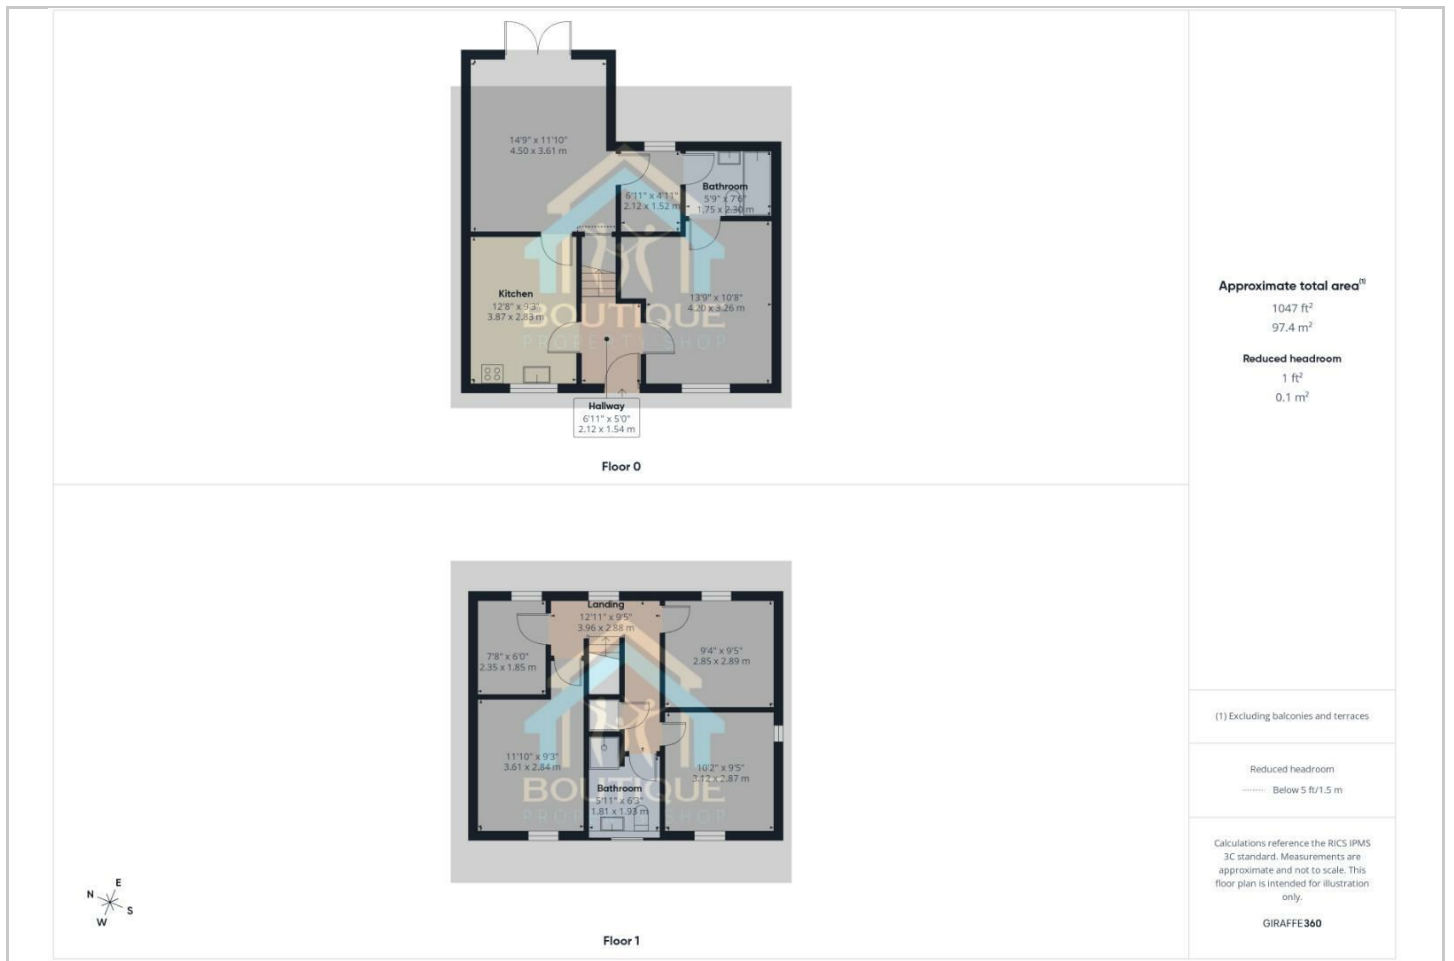 14'9" x 11'10"
4.50 x 3.61 m
6'11" x 4'11"
2.12 x 1.52 m
Bathroom
5'9" x 7'6"
1.75 x 2.30 m
Kitchen
12'8" x 9'3"
3.87 x 2.83 m
13'9" x 10'8"
4.20 x 3.26 m
BOUTIQUE
PROPERTY SHOP
Hallway
6'11" x 5'0"
2.12 x 1.54 m
Floor 0
Landing
12'11" x 9'5"
3.96 x 2.88 m
7'8" x 6'0"
2.35 x 1.85 m
9'4" x 9'5"
2.85 x 2.89 m
11'10" x 9'3"
3.61 x 2.84 m
10'2" x 9'5"
3.12 x 2.87 m
Bathroom
5'11" x 6'3"
1.81 x 1.93 m
BOUTIQUE
PROPERTY SHOP
N
E
S
W
Floor 1
Approximate total area(1)
1047 ft²
97.4 m²
Reduced headroom
1 ft²
0.1 m²
(1) Excluding balconies and terraces
Reduced headroom
Below 5 ft/1.5 m
Calculations reference the RICS IPMS
3C standard. Measurements are
approximate and not to scale. This
floor plan is intended for illustration
only.
GIRAFFE360